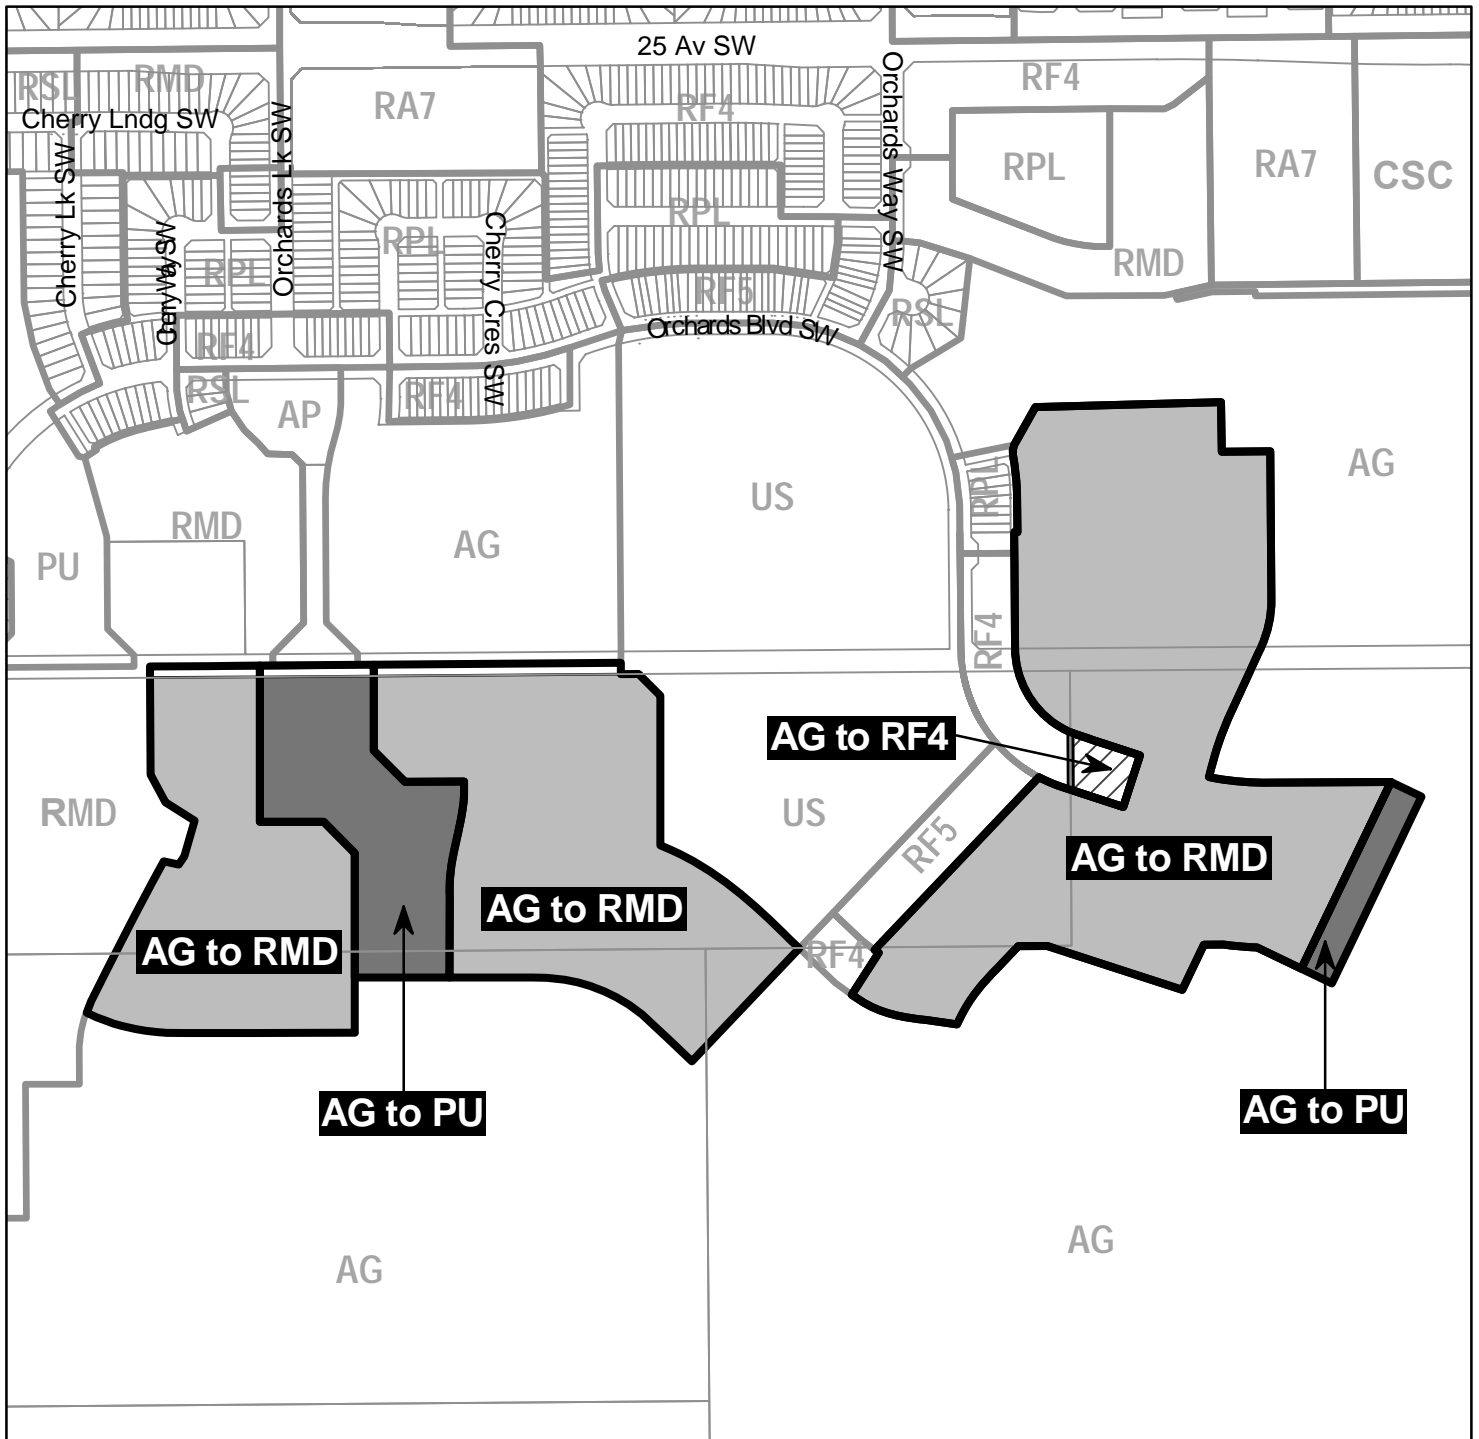 25 Av SW
RSL
RMD
RA7
RF4
RF4
Cherry Lndg SW
Orchards Lk SW
Orchards Way SW
RPL
RA7
CSC
Cherry Lk SW
RPL
RPL
RPL
Cherry Cres SW
RMD
RF5
RSL
Orchards Blvd SW
RF4
RSL
AP
RF4
AG
RPL
US
RMD
AG
PU
RF4
AG to RF4
RMD
US
RF5
AG to RMD
AG to RMD
AG to RMD
RF4
AG to PU
AG to PU
AG
AG